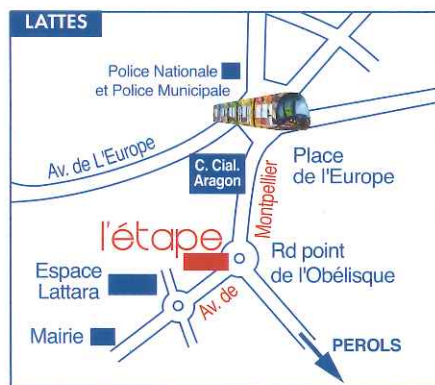 LATTES
Police Nationale
et Police Municipale
Av. de L'Europe
C. Cial.
Aragon
Place
de l'Europe
Montpellier
l'étape
Espace
Lattara
Rd point
de l'Obélisque
Av. de
Mairie
PEROLS